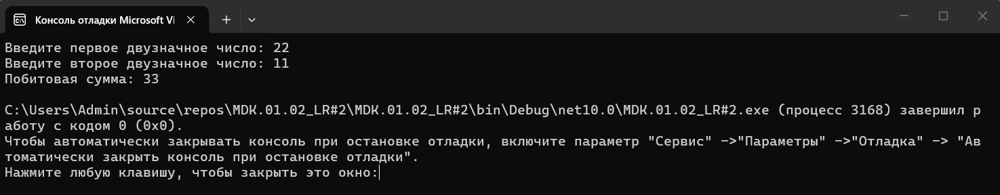 Консоль отладки Microsoft Vi
Введите первое двузначное число: 22
Введите второе двузначное число: 11
Побитовая сумма: 33
C:\Users\Admin\source\repos\MDK.01.02_LR#2\MDK.01.02_LR#2\bin\Debug\net10.0\MDK.01.02_LR#2.exe (процесс 3168) завершил р
аботу с кодом 0 (0x0).
Чтобы автоматически закрывать консоль при остановке отладки, включите параметр "Сервис" ->"Параметры" ->"Отладка" -> "Ав
томатически закрыть консоль при остановке отладки".
Нажмите любую клавишу, чтобы закрыть это окно: